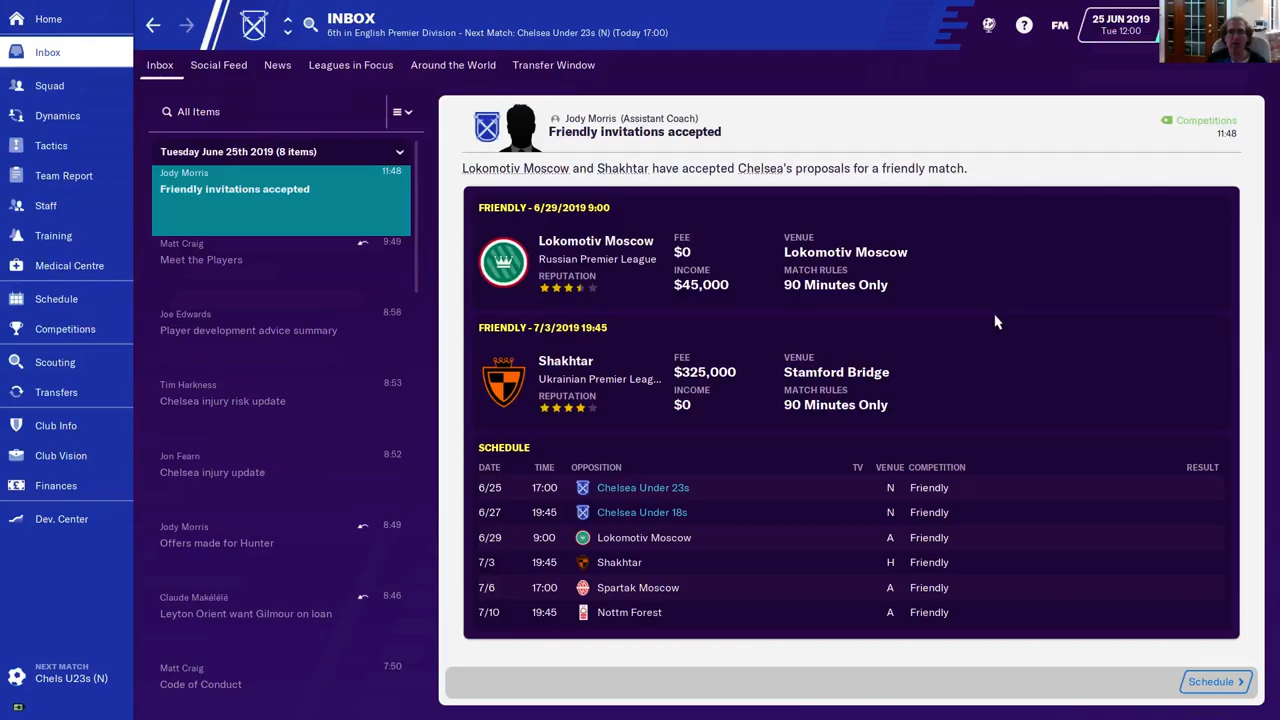 Home
Inbox
Squad
Dynamics
Tactics
Team Report
Staff
Training
Medical Centre
Schedule
Competitions
Scouting
Transfers
Club Info
Club Vision
Finances
Dev. Center
NEXT MATCH
Chels U23s (N)
INBOX
6th in English Premier Division - Next Match: Chelsea Under 23s (N) (Today 17:00)
FM
25 JUN 2019
Tue 12:00
Inbox Social Feed News Leagues in Focus Around the World Transfer Window
All Items
Tuesday June 25th 2019 (8 items)
Jody Morris 11:48
Friendly invitations accepted
Matt Craig 9:49
Meet the Players
Joe Edwards 8:58
Player development advice summary
Tim Harkness 8:53
Chelsea injury risk update
Jon Fearn 8:52
Chelsea injury update
Jody Morris 8:49
Offers made for Hunter
Claude Makélélé 8:46
Leyton Orient want Gilmour on loan
Matt Craig 7:50
Code of Conduct
Jody Morris (Assistant Coach)
Friendly invitations accepted
Competitions
11:48
Lokomotiv Moscow and Shakhtar have accepted Chelsea's proposals for a friendly match.
FRIENDLY - 6/29/2019 9:00
Lokomotiv Moscow
Russian Premier League
REPUTATION
FEE
$0
INCOME
$45,000
VENUE
Lokomotiv Moscow
MATCH RULES
90 Minutes Only
FRIENDLY - 7/3/2019 19:45
Shakhtar
Ukrainian Premier Leag...
REPUTATION
FEE
$325,000
INCOME
$0
VENUE
Stamford Bridge
MATCH RULES
90 Minutes Only
SCHEDULE
DATE TIME OPPOSITION TV VENUE COMPETITION RESULT
6/25 17:00 Chelsea Under 23s N Friendly
6/27 19:45 Chelsea Under 18s N Friendly
6/29 9:00 Lokomotiv Moscow A Friendly
7/3 19:45 Shakhtar H Friendly
7/6 17:00 Spartak Moscow A Friendly
7/10 19:45 Nottm Forest A Friendly
Schedule